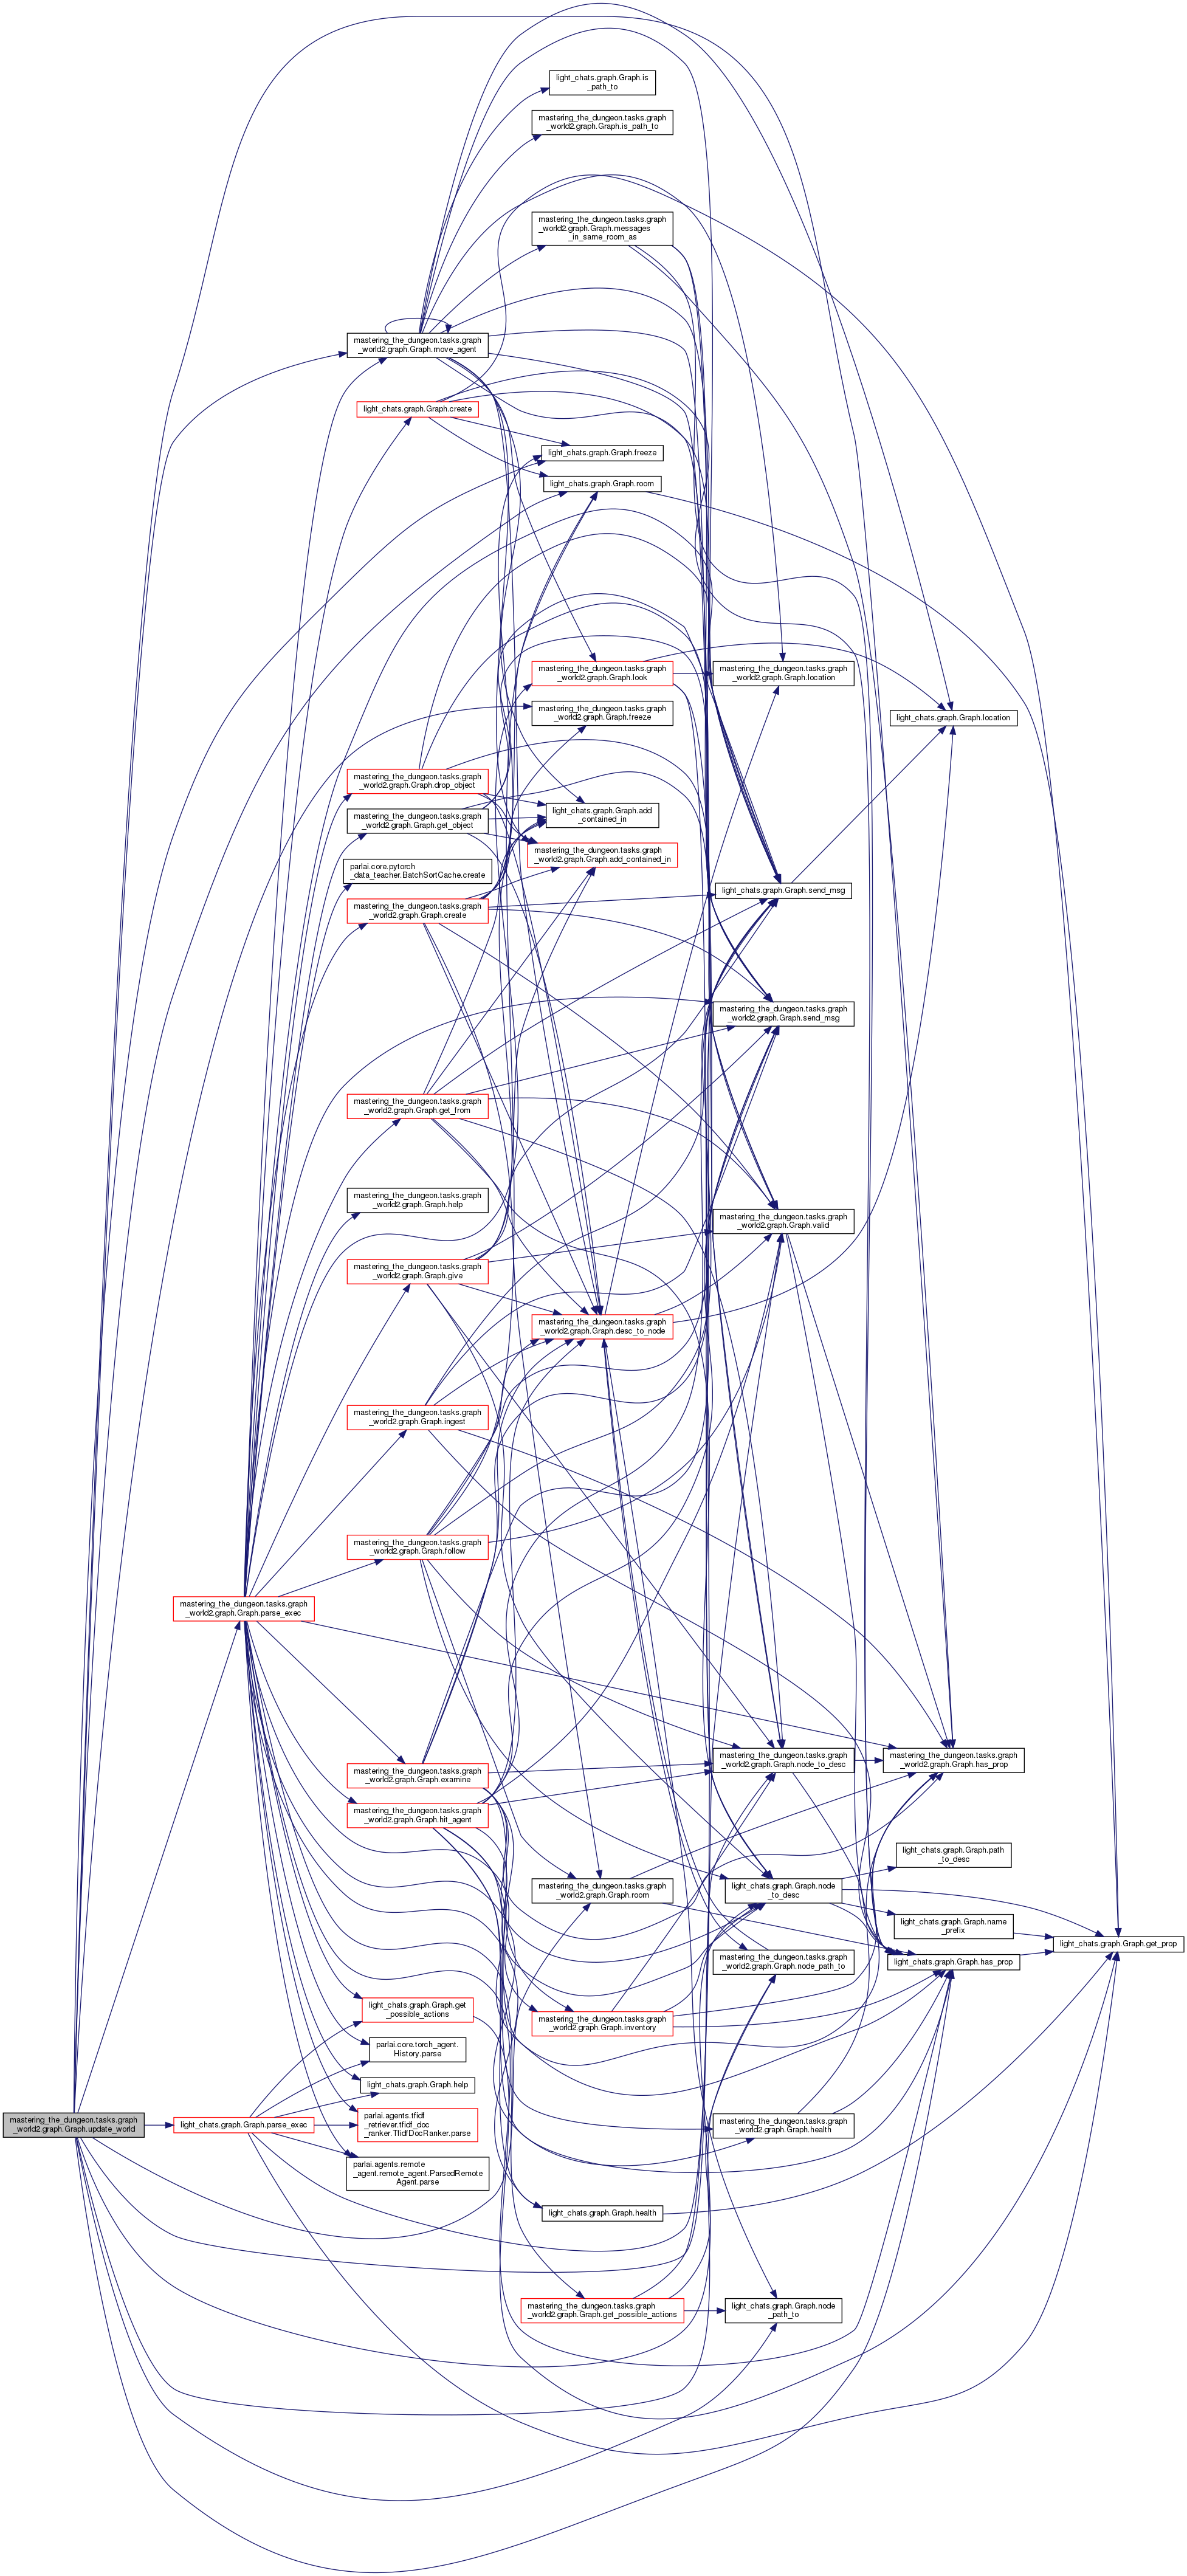 light_chats.graph.Graph.is
_path_to
mastering_the_dungeon.tasks.graph
_world2.graph.Graph.is_path_to
mastering_the_dungeon.tasks.graph
_world2.graph.Graph.messages
_in_same_room_as
mastering_the_dungeon.tasks.graph
_world2.graph.Graph.move_agent
light_chats.graph.Graph.create
light_chats.graph.Graph.freeze
light_chats.graph.Graph.room
mastering_the_dungeon.tasks.graph
_world2.graph.Graph.look
mastering_the_dungeon.tasks.graph
_world2.graph.Graph.location
mastering_the_dungeon.tasks.graph
_world2.graph.Graph.freeze
light_chats.graph.Graph.location
mastering_the_dungeon.tasks.graph
_world2.graph.Graph.drop_object
mastering_the_dungeon.tasks.graph
_world2.graph.Graph.get_object
light_chats.graph.Graph.add
_contained_in
mastering_the_dungeon.tasks.graph
_world2.graph.Graph.add_contained_in
parlai.core.pytorch
_data_teacher.BatchSortCache.create
light_chats.graph.Graph.send_msg
mastering_the_dungeon.tasks.graph
_world2.graph.Graph.create
mastering_the_dungeon.tasks.graph
_world2.graph.Graph.send_msg
mastering_the_dungeon.tasks.graph
_world2.graph.Graph.get_from
mastering_the_dungeon.tasks.graph
_world2.graph.Graph.help
mastering_the_dungeon.tasks.graph
_world2.graph.Graph.valid
mastering_the_dungeon.tasks.graph
_world2.graph.Graph.give
mastering_the_dungeon.tasks.graph
_world2.graph.Graph.desc_to_node
mastering_the_dungeon.tasks.graph
_world2.graph.Graph.ingest
mastering_the_dungeon.tasks.graph
_world2.graph.Graph.follow
mastering_the_dungeon.tasks.graph
_world2.graph.Graph.parse_exec
mastering_the_dungeon.tasks.graph
_world2.graph.Graph.examine
mastering_the_dungeon.tasks.graph
_world2.graph.Graph.node_to_desc
mastering_the_dungeon.tasks.graph
_world2.graph.Graph.has_prop
mastering_the_dungeon.tasks.graph
_world2.graph.Graph.hit_agent
light_chats.graph.Graph.path
_to_desc
mastering_the_dungeon.tasks.graph
_world2.graph.Graph.room
light_chats.graph.Graph.node
_to_desc
light_chats.graph.Graph.name
_prefix
light_chats.graph.Graph.get_prop
mastering_the_dungeon.tasks.graph
_world2.graph.Graph.node_path_to
light_chats.graph.Graph.has_prop
light_chats.graph.Graph.get
_possible_actions
mastering_the_dungeon.tasks.graph
_world2.graph.Graph.inventory
parlai.core.torch_agent.
History.parse
light_chats.graph.Graph.help
mastering_the_dungeon.tasks.graph
_world2.graph.Graph.update_world
light_chats.graph.Graph.parse_exec
parlai.agents.tfidf
_retriever.tfidf_doc
_ranker.TfidfDocRanker.parse
mastering_the_dungeon.tasks.graph
_world2.graph.Graph.health
parlai.agents.remote
_agent.remote_agent.ParsedRemote
Agent.parse
light_chats.graph.Graph.health
mastering_the_dungeon.tasks.graph
_world2.graph.Graph.get_possible_actions
light_chats.graph.Graph.node
_path_to